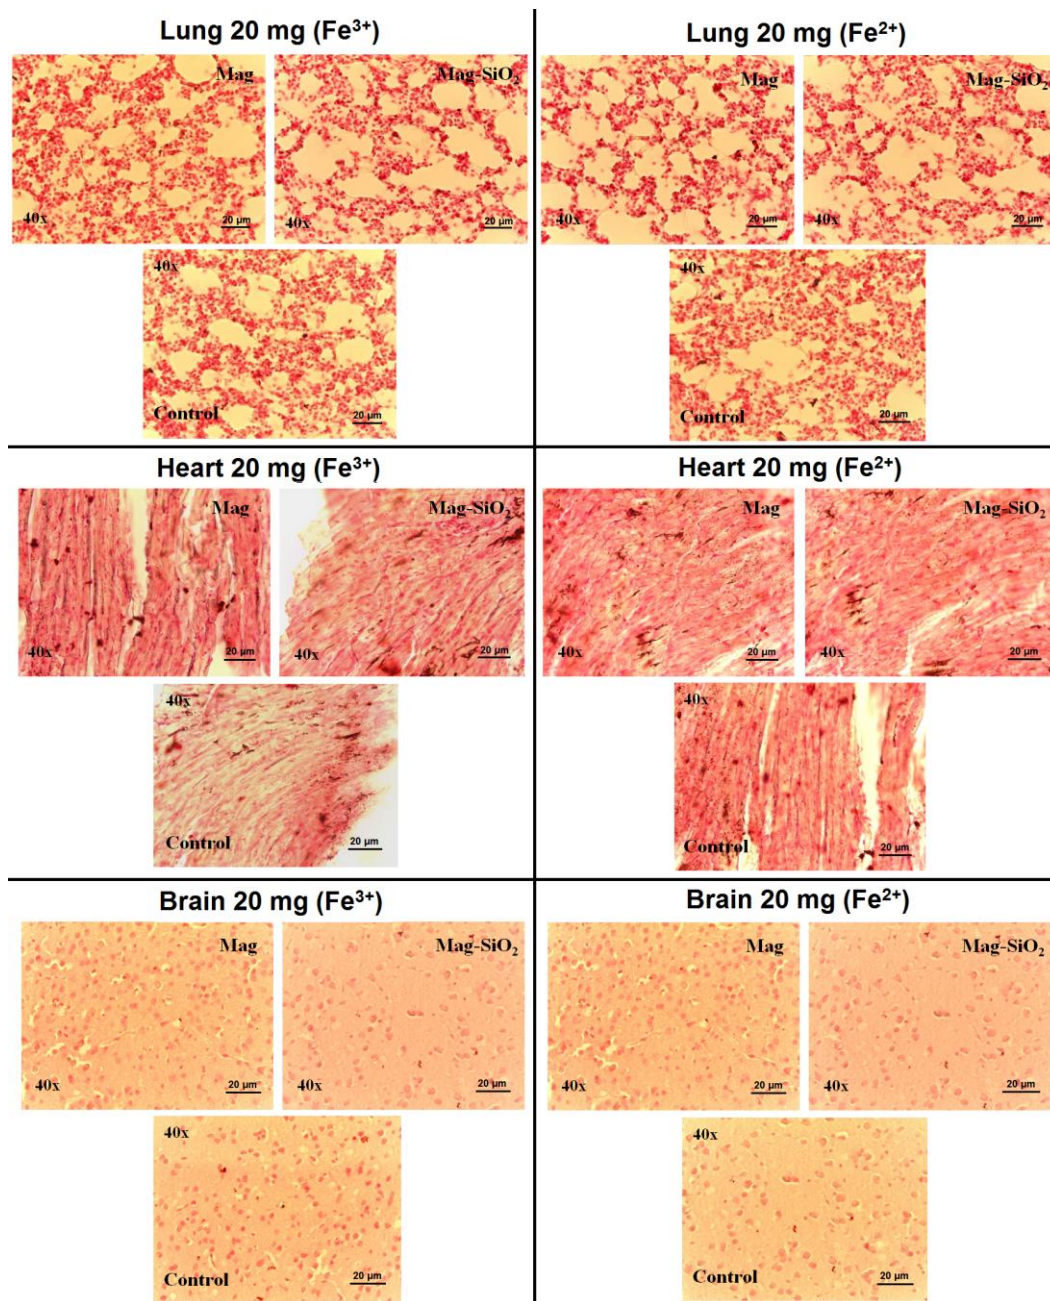 Lung 20 mg (Fe³⁺)
Mag
40x
20 µm
Mag-SiO₂
40x
20 µm
40x
Control
20 µm
Lung 20 mg (Fe²⁺)
Mag
40x
20 µm
Mag-SiO₂
40x
20 µm
40x
Control
20 µm
Heart 20 mg (Fe³⁺)
Mag
40x
20 µm
Mag-SiO₂
40x
20 µm
40x
Control
20 µm
Heart 20 mg (Fe²⁺)
Mag
40x
20 µm
Mag-SiO₂
40x
20 µm
40x
Control
20 µm
Brain 20 mg (Fe³⁺)
Mag
40x
20 µm
Mag-SiO₂
40x
20 µm
40x
Control
20 µm
Brain 20 mg (Fe²⁺)
Mag
40x
20 µm
Mag-SiO₂
40x
20 µm
40x
Control
20 µm